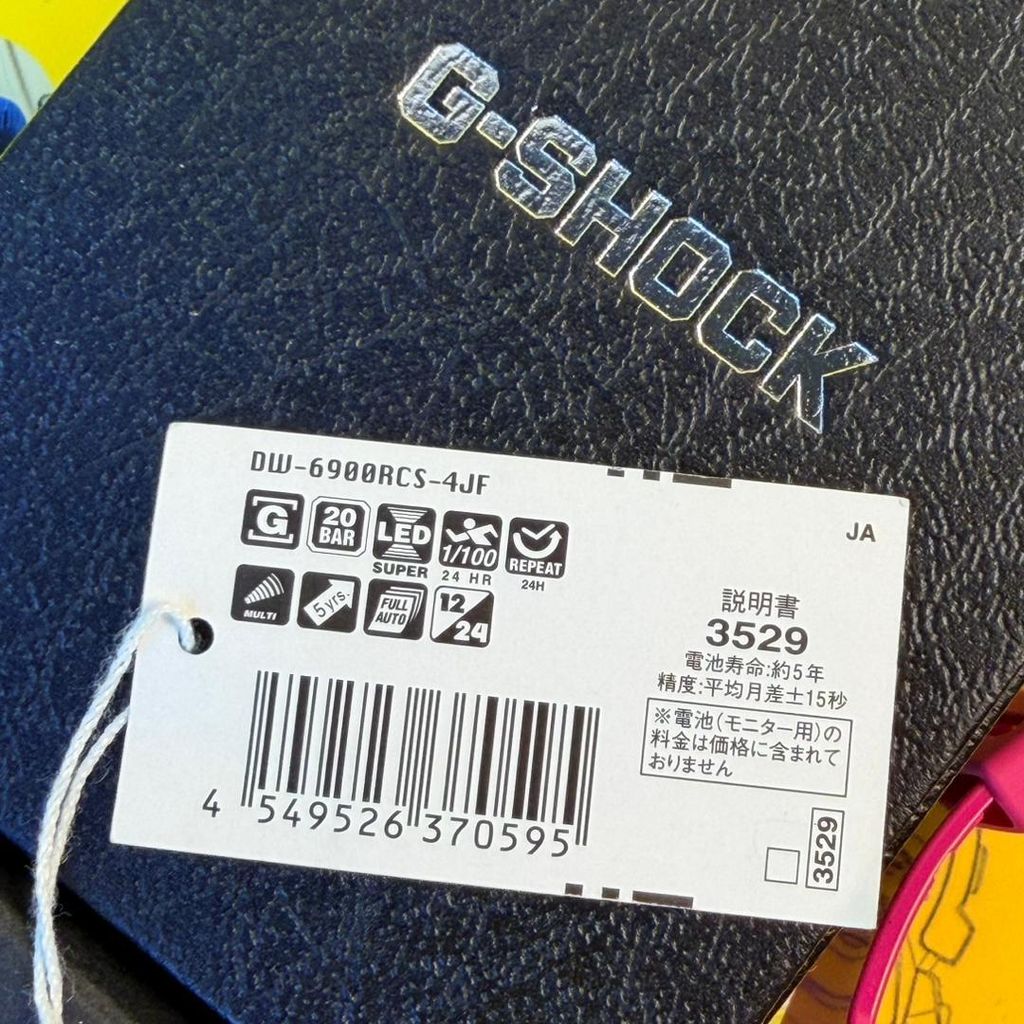 G-SHOCK
DW-6900RCS-4JF
JA
G
20
BAR
LED
SUPER
1/100
24 HR
REPEAT
24H
MULTI
5 yrs.
FULL
AUTO
12/24
説明書
3529
電池寿命:約5年
精度:平均月差±15秒
※電池(モニター用)の
料金は価格に含まれて
おりません
4 549526 370595
3529